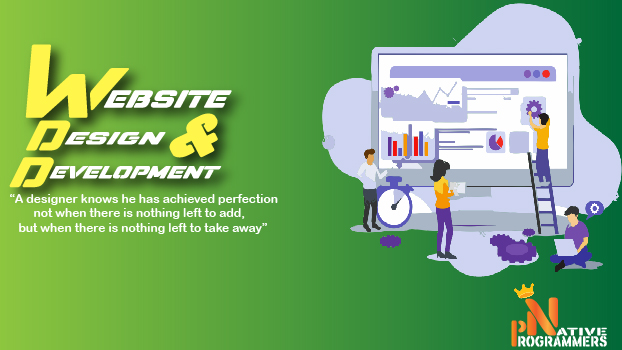 WEBSITE
DESIGN &
DEVELOPMENT
“A designer knows he has achieved perfection
not when there is nothing left to add,
but when there is nothing left to take away”
NATIVE
PROGRAMMERS